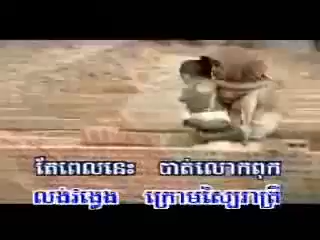 តែពេលនេះ បាត់លោកពុក
លង់រំង្វេង ក្រោមស្បៃរាត្រី